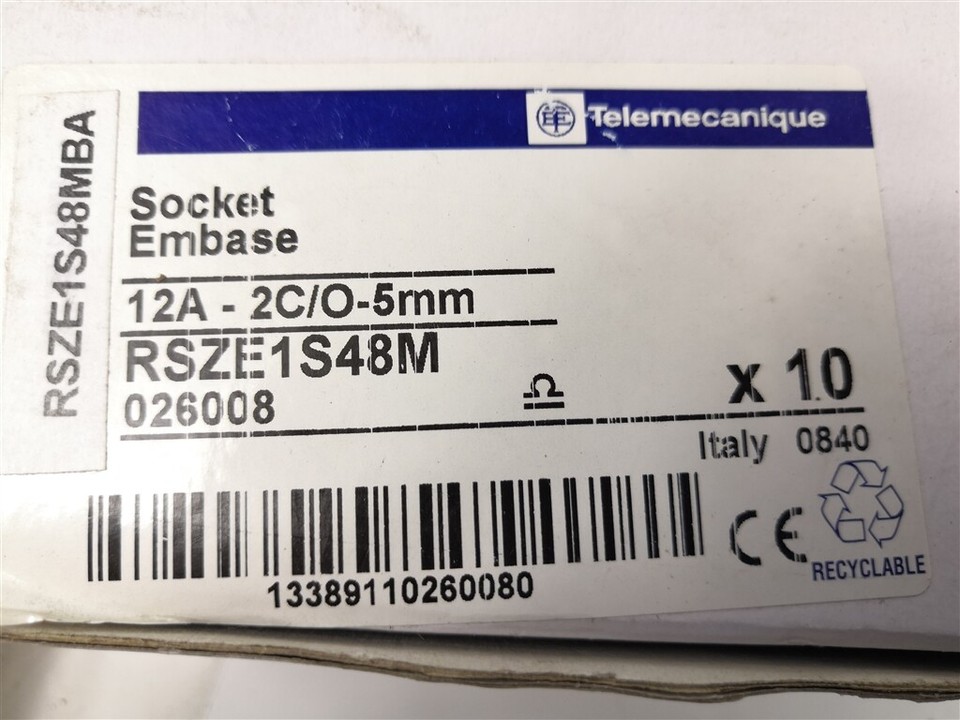 Telemecanique
RSZE1S48MBA
Socket
Embase
12A - 2C/O-5mm
RSZE1S48M
026008
x 10
Italy 0840
CE
RECYCLABLE
13389110260080